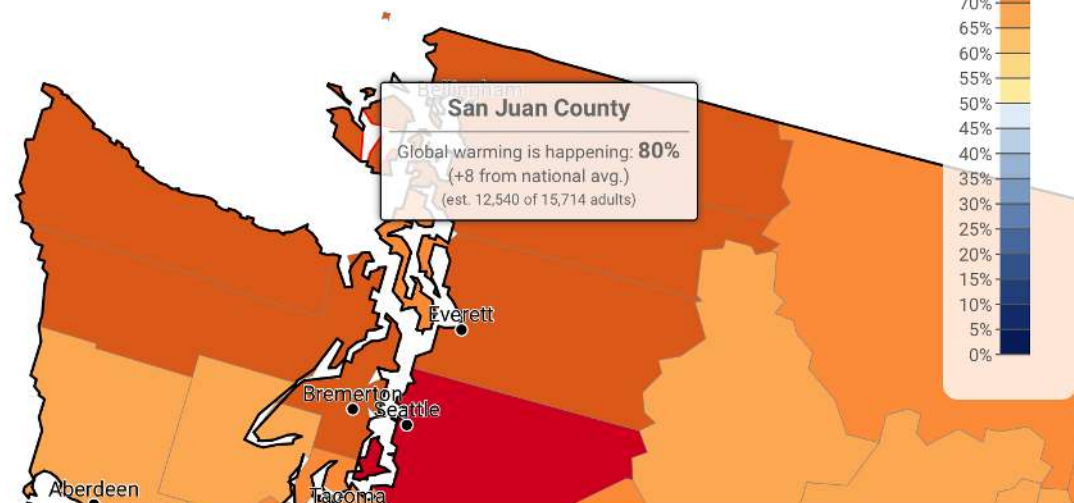 70%
65%
60%
55%
50%
45%
40%
35%
30%
25%
20%
15%
10%
5%
0%
Bellingham
San Juan County
Global warming is happening: 80%
(+8 from national avg.)
(est. 12,540 of 15,714 adults)
Everett
Bremerton
Seattle
Aberdeen
Tacoma